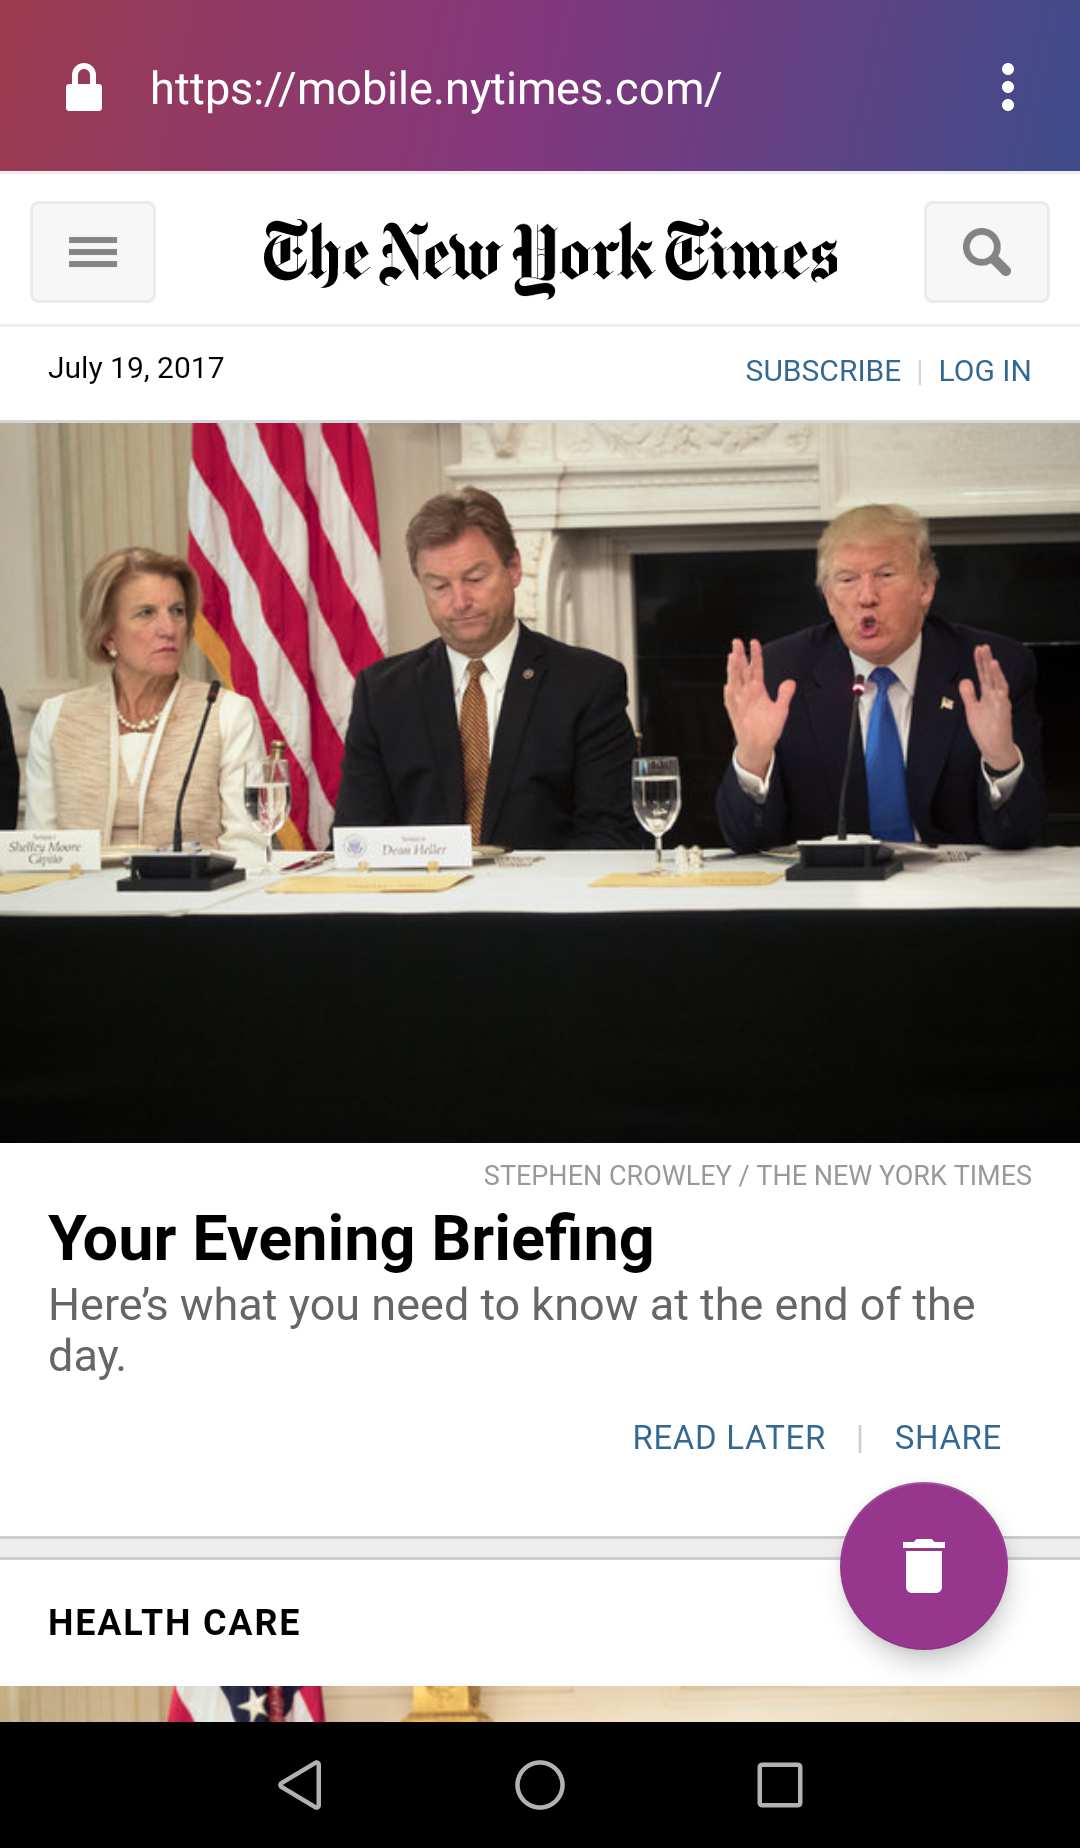 https://mobile.nytimes.com/
The New York Times
July 19, 2017
SUBSCRIBE | LOG IN
Senator
Shelley Moore
Capito
Senator
Dean Heller
STEPHEN CROWLEY / THE NEW YORK TIMES
Your Evening Briefing
Here’s what you need to know at the end of the
day.
READ LATER | SHARE
HEALTH CARE